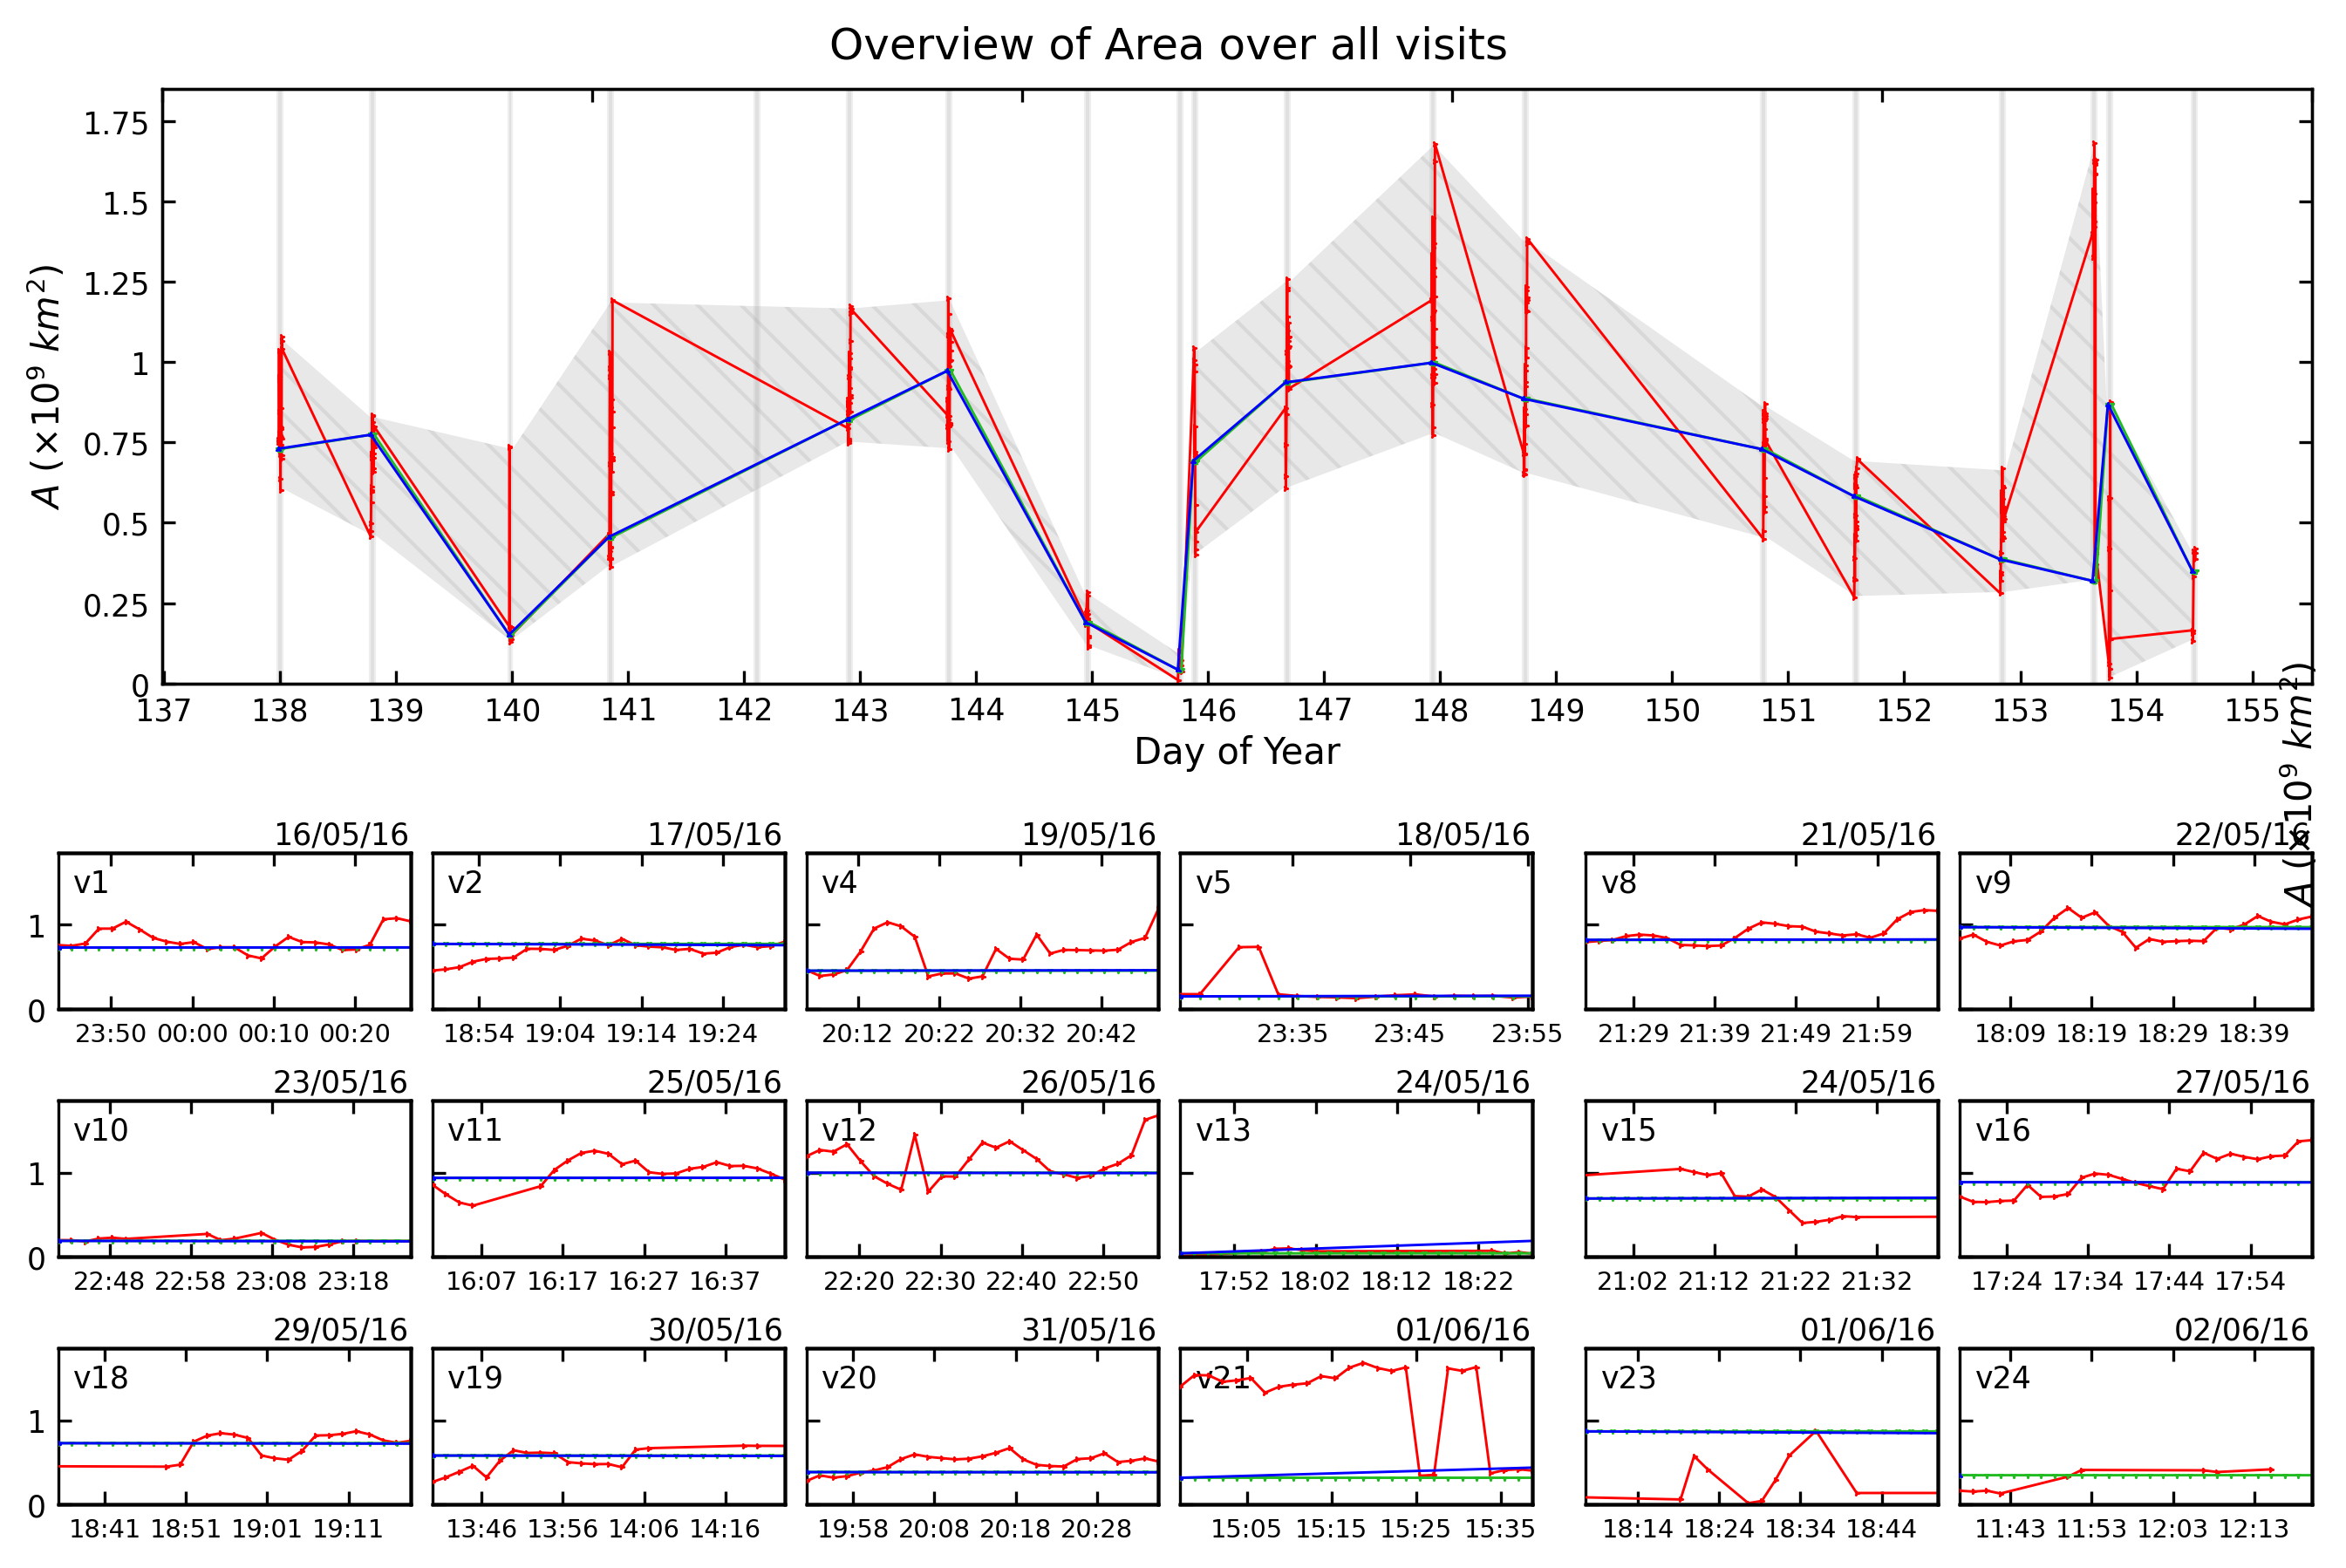 Overview of Area over all visits
A (×10⁹ km²)
1.75
1.5
1.25
1
0.75
0.5
0.25
0
137 138 139 140 141 142 143 144 145 146 147 148 149 150 151 152 153 154 155
Day of Year
A (×10⁹ km²)
16/05/16 17/05/16 19/05/16 18/05/16 21/05/16 22/05/16
v1 v2 v4 v5 v8 v9
1
0
23:50 00:00 00:10 00:20 18:54 19:04 19:14 19:24 20:12 20:22 20:32 20:42 23:35 23:45 23:55 21:29 21:39 21:49 21:59 18:09 18:19 18:29 18:39
23/05/16 25/05/16 26/05/16 24/05/16 24/05/16 27/05/16
v10 v11 v12 v13 v15 v16
1
0
22:48 22:58 23:08 23:18 16:07 16:17 16:27 16:37 22:20 22:30 22:40 22:50 17:52 18:02 18:12 18:22 21:02 21:12 21:22 21:32 17:24 17:34 17:44 17:54
29/05/16 30/05/16 31/05/16 01/06/16 01/06/16 02/06/16
v18 v19 v20 v21 v23 v24
1
0
18:41 18:51 19:01 19:11 13:46 13:56 14:06 14:16 19:58 20:08 20:18 20:28 15:05 15:15 15:25 15:35 18:14 18:24 18:34 18:44 11:43 11:53 12:03 12:13